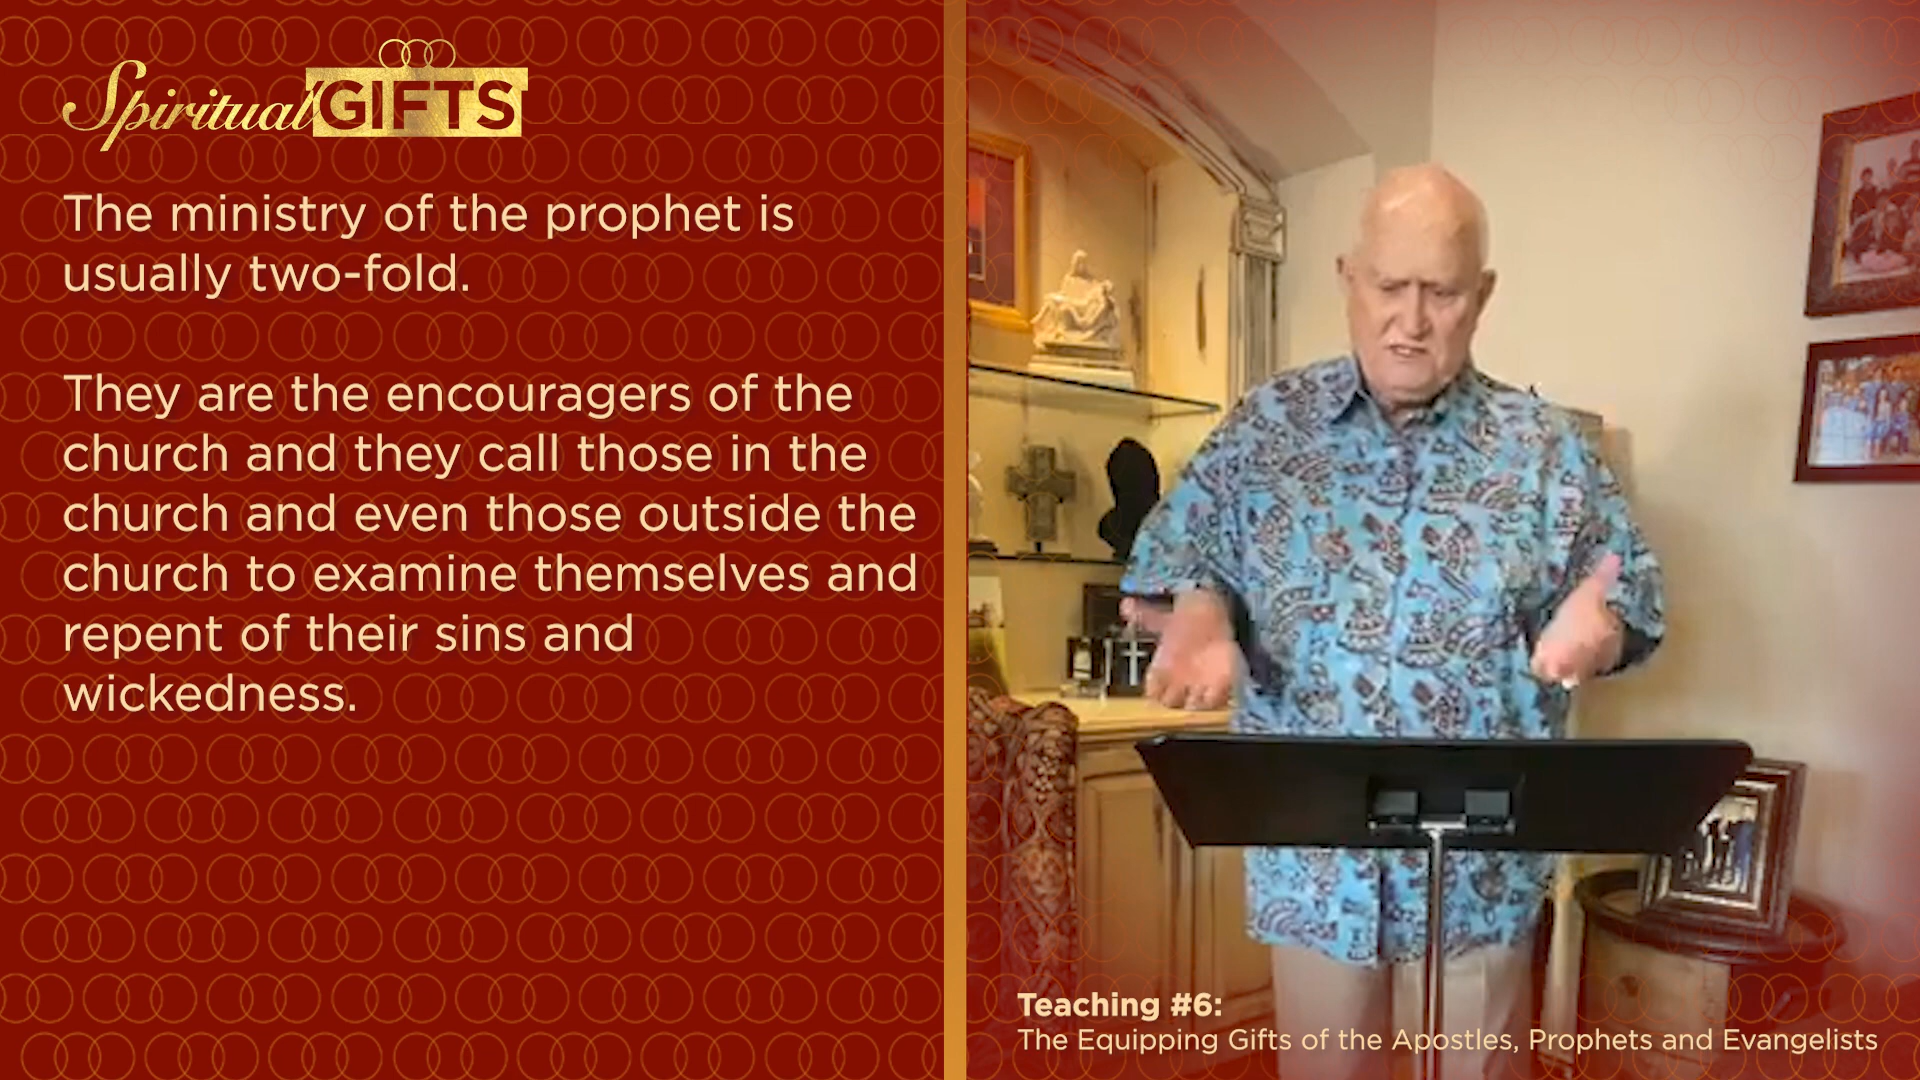 Spiritual GIFTS
The ministry of the prophet is
usually two-fold.
They are the encouragers of the
church and they call those in the
church and even those outside the
church to examine themselves and
repent of their sins and
wickedness.
Teaching #6:
The Equipping Gifts of the Apostles, Prophets and Evangelists